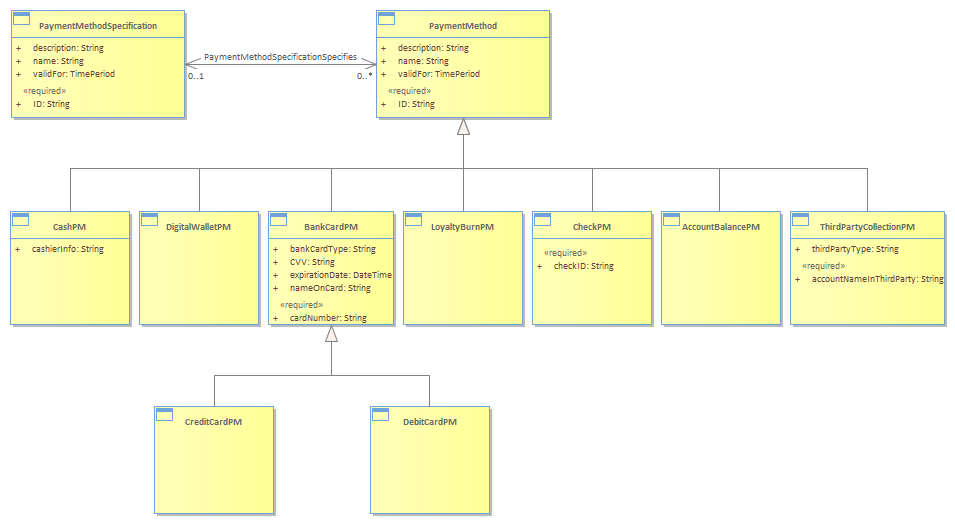 PaymentMethodSpecification
+ description: String
+ name: String
+ validFor: TimePeriod
«required»
+ ID: String
PaymentMethodSpecificationSpecifies
0..1
0..*
PaymentMethod
+ description: String
+ name: String
+ validFor: TimePeriod
«required»
+ ID: String
CashPM
+ cashierInfo: String
DigitalWalletPM
BankCardPM
+ bankCardType: String
+ CVV: String
+ expirationDate: DateTime
+ nameOnCard: String
«required»
+ cardNumber: String
LoyaltyBurnPM
CheckPM
«required»
+ checkID: String
AccountBalancePM
ThirdPartyCollectionPM
+ thirdPartyType: String
«required»
+ accountNameInThirdParty: String
CreditCardPM
DebitCardPM